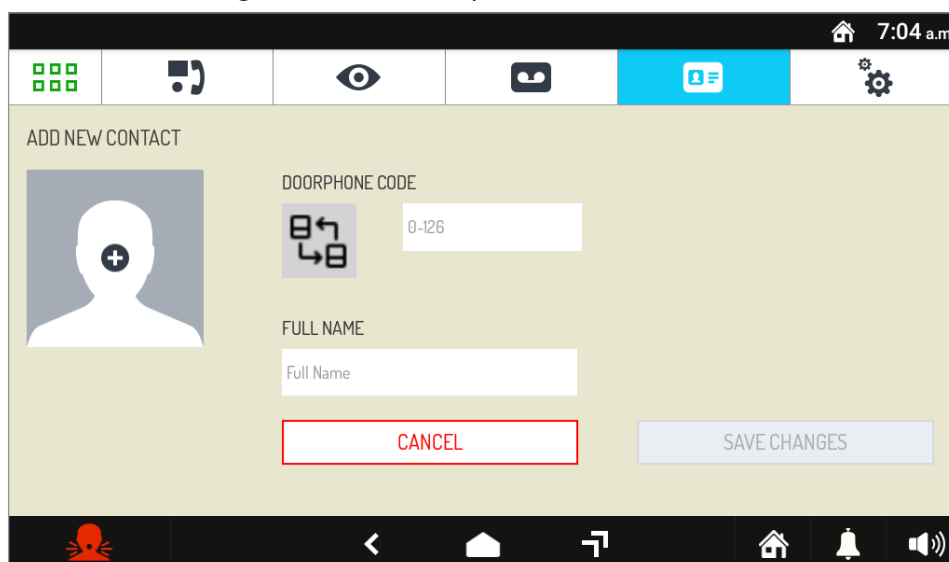 7:04 a.m
ADD NEW CONTACT
DOORPHONE CODE
0-126
FULL NAME
Full Name
CANCEL
SAVE CHANGES